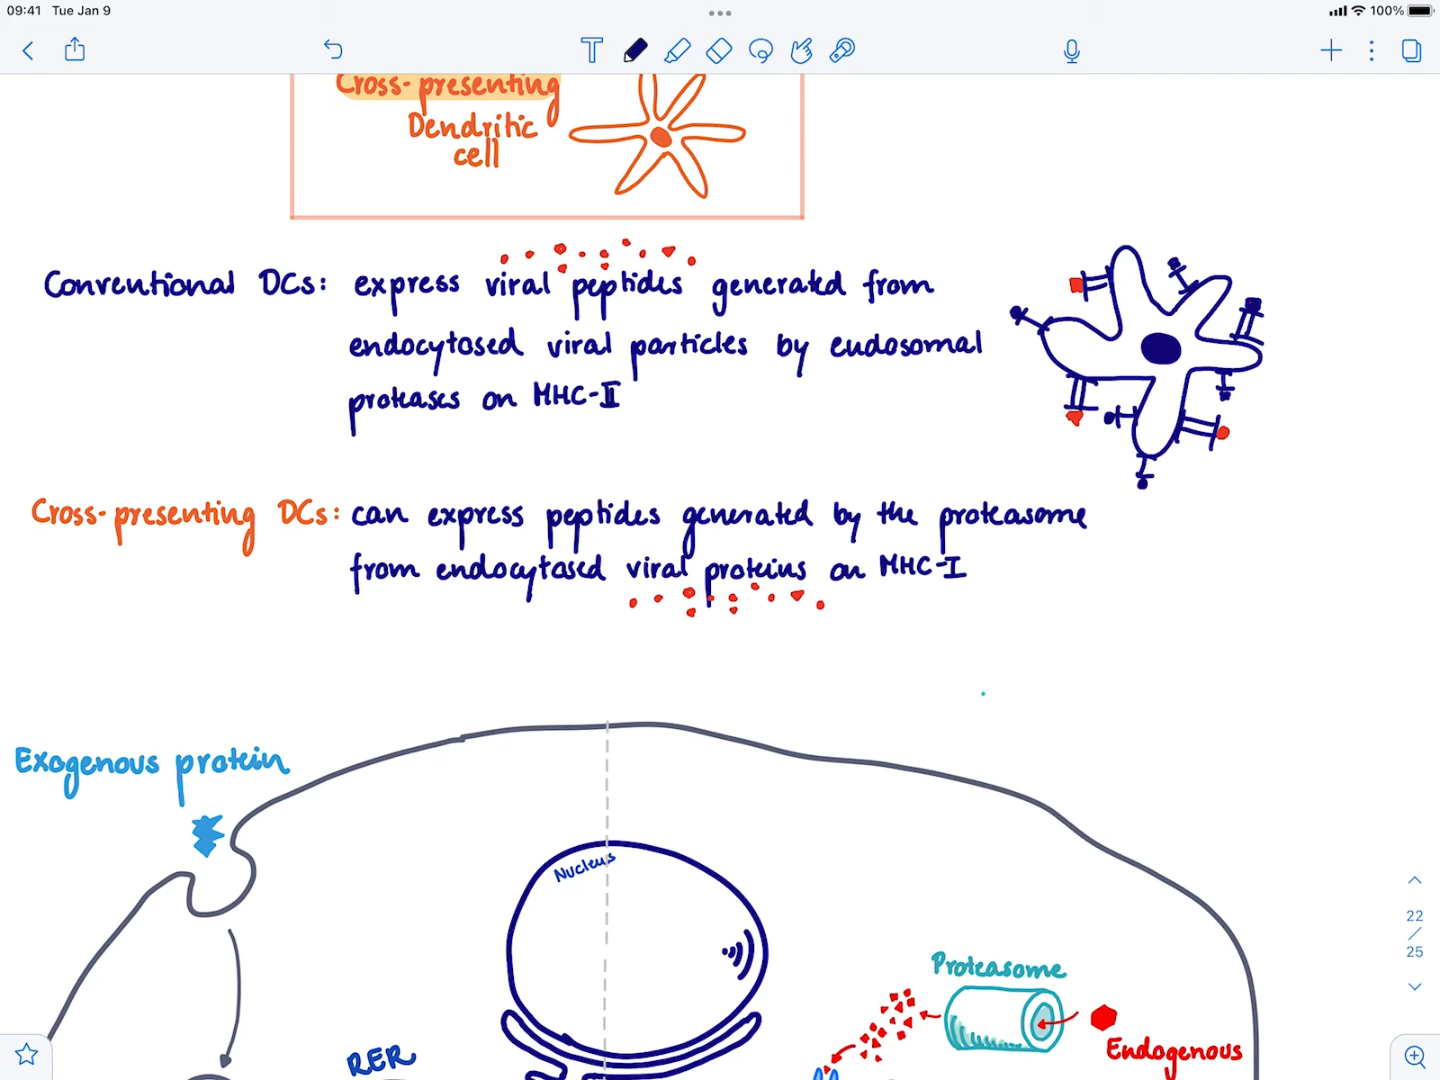 09:41 Tue Jan 9
100%
Cross-presenting
Dendritic
cell
Conventional DCs: express viral peptides generated from
endocytosed viral particles by endosomal
proteases on MHC-II
Cross-presenting DCs: can express peptides generated by the proteasome
from endocytosed viral proteins on MHC-I
Exogenous protein
Nucleus
Proteasome
Endogenous
RER
22
/
25